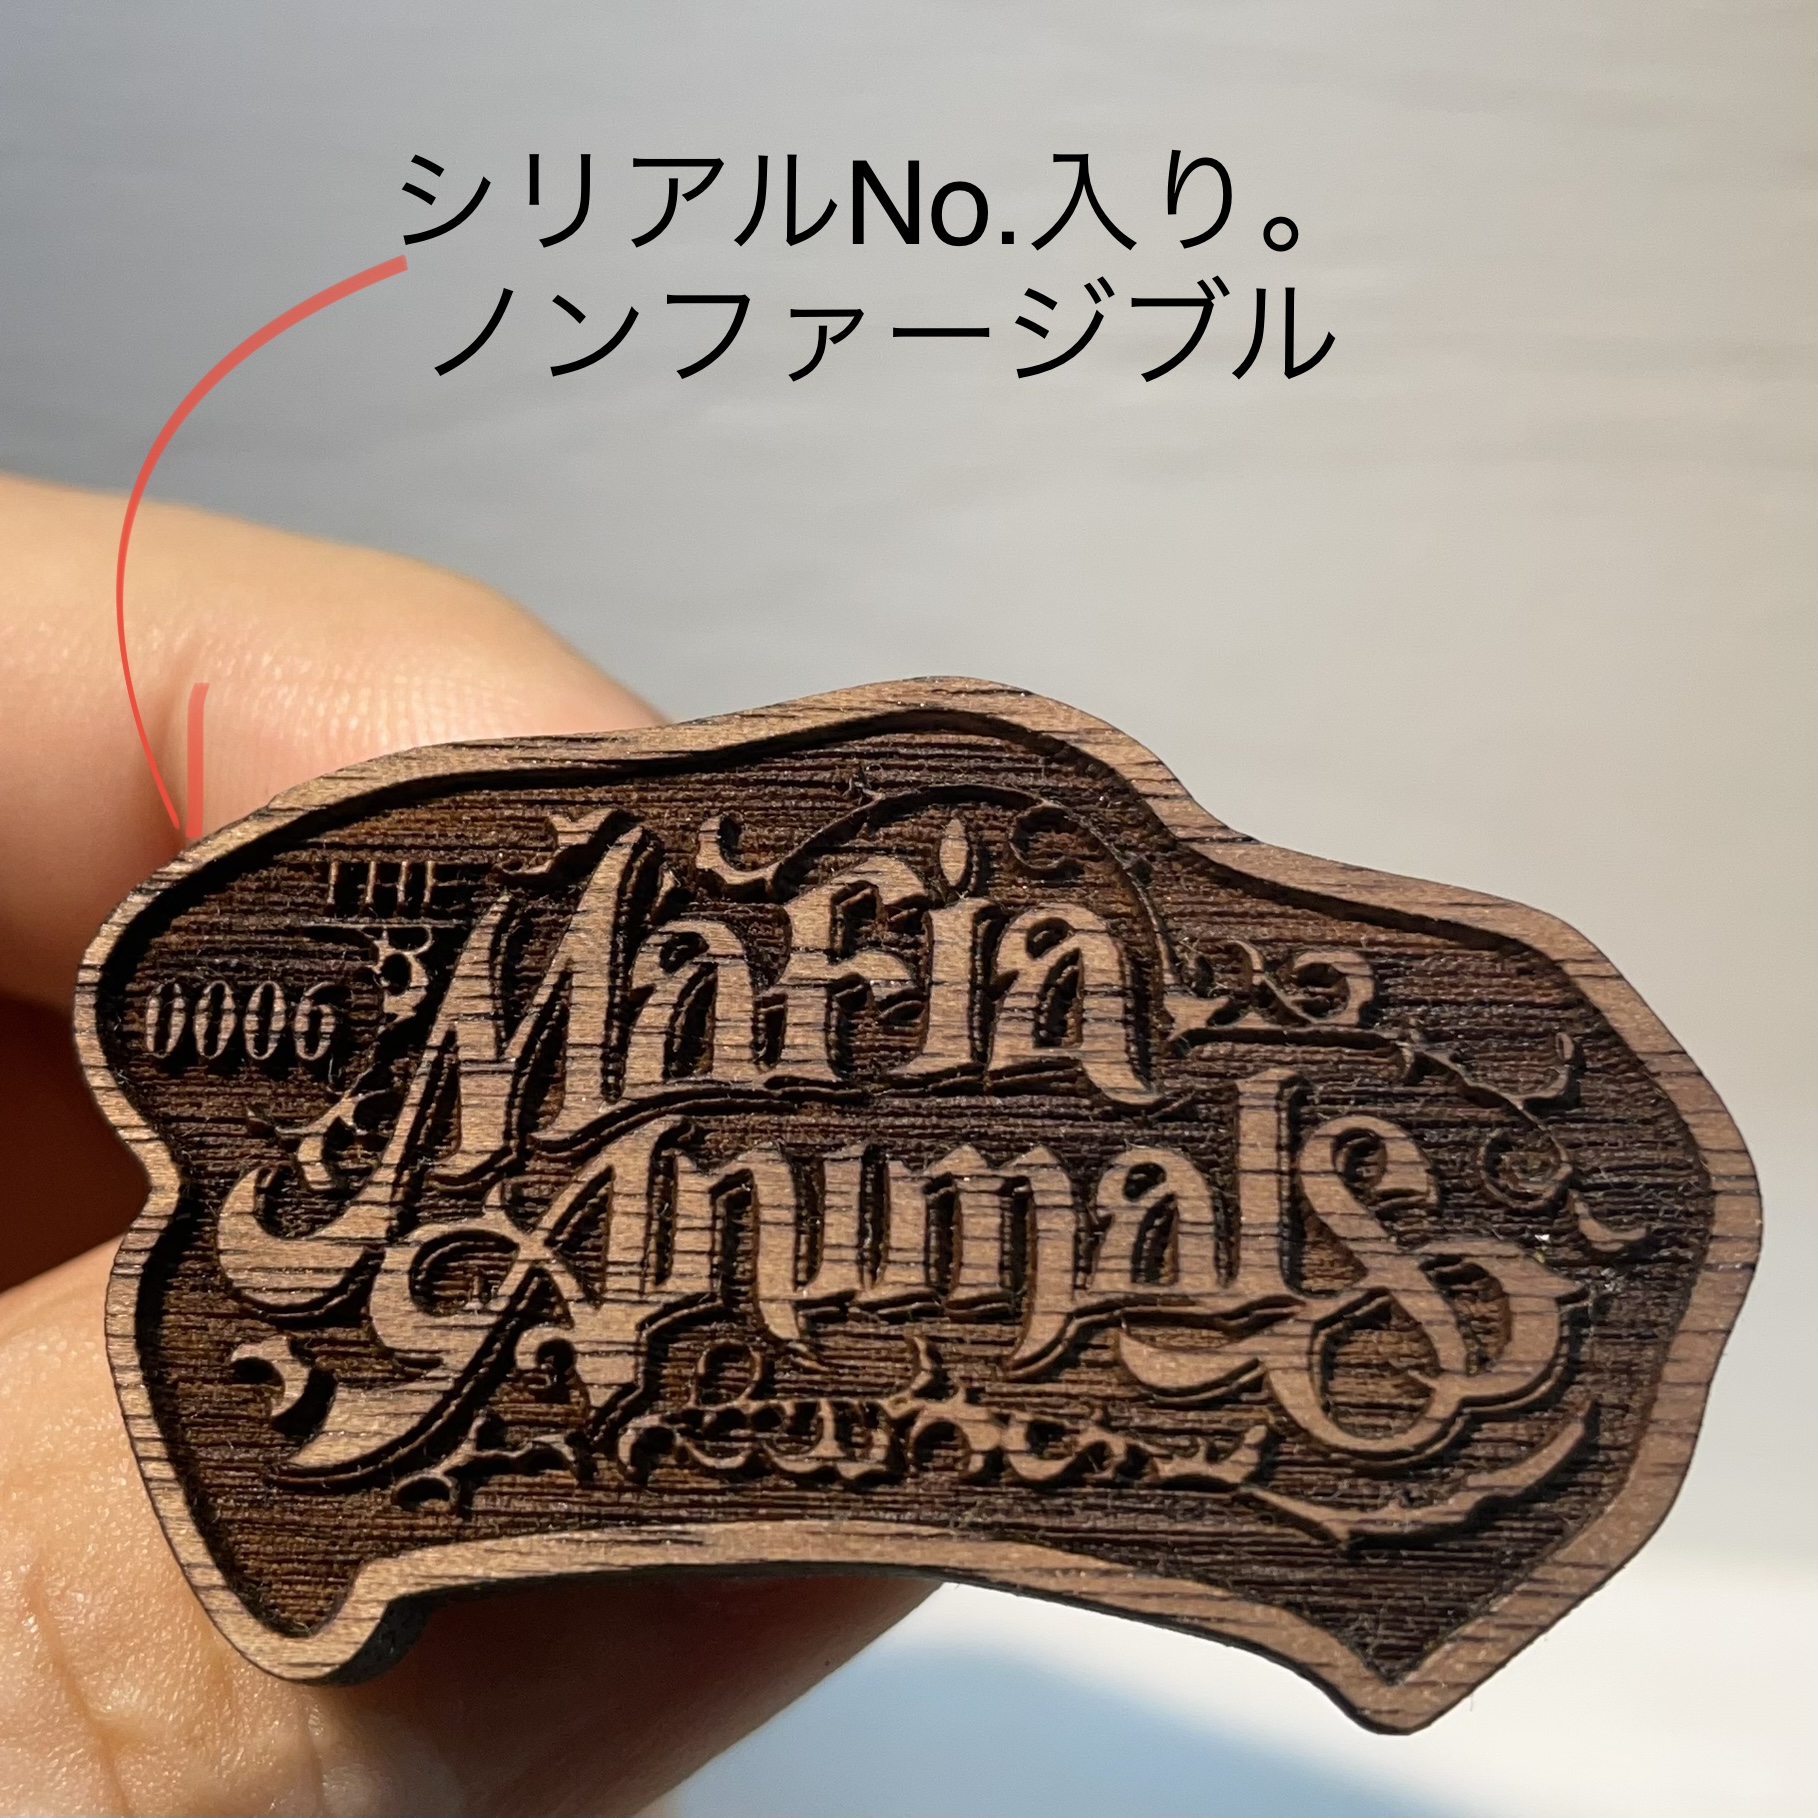 シリアルNo.入り。
ノンファージブル
THE
0006
Mafia
Animals